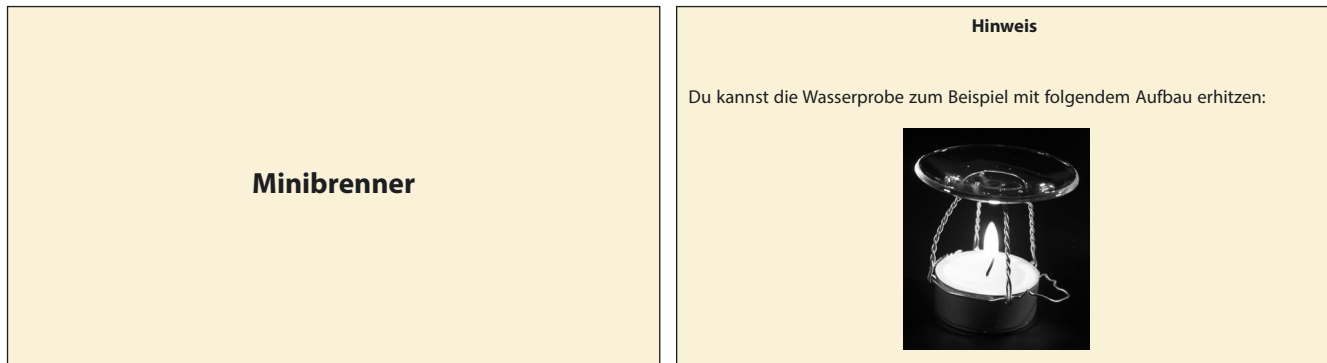 Minibrenner
Hinweis
Du kannst die Wasserprobe zum Beispiel mit folgendem Aufbau erhitzen: